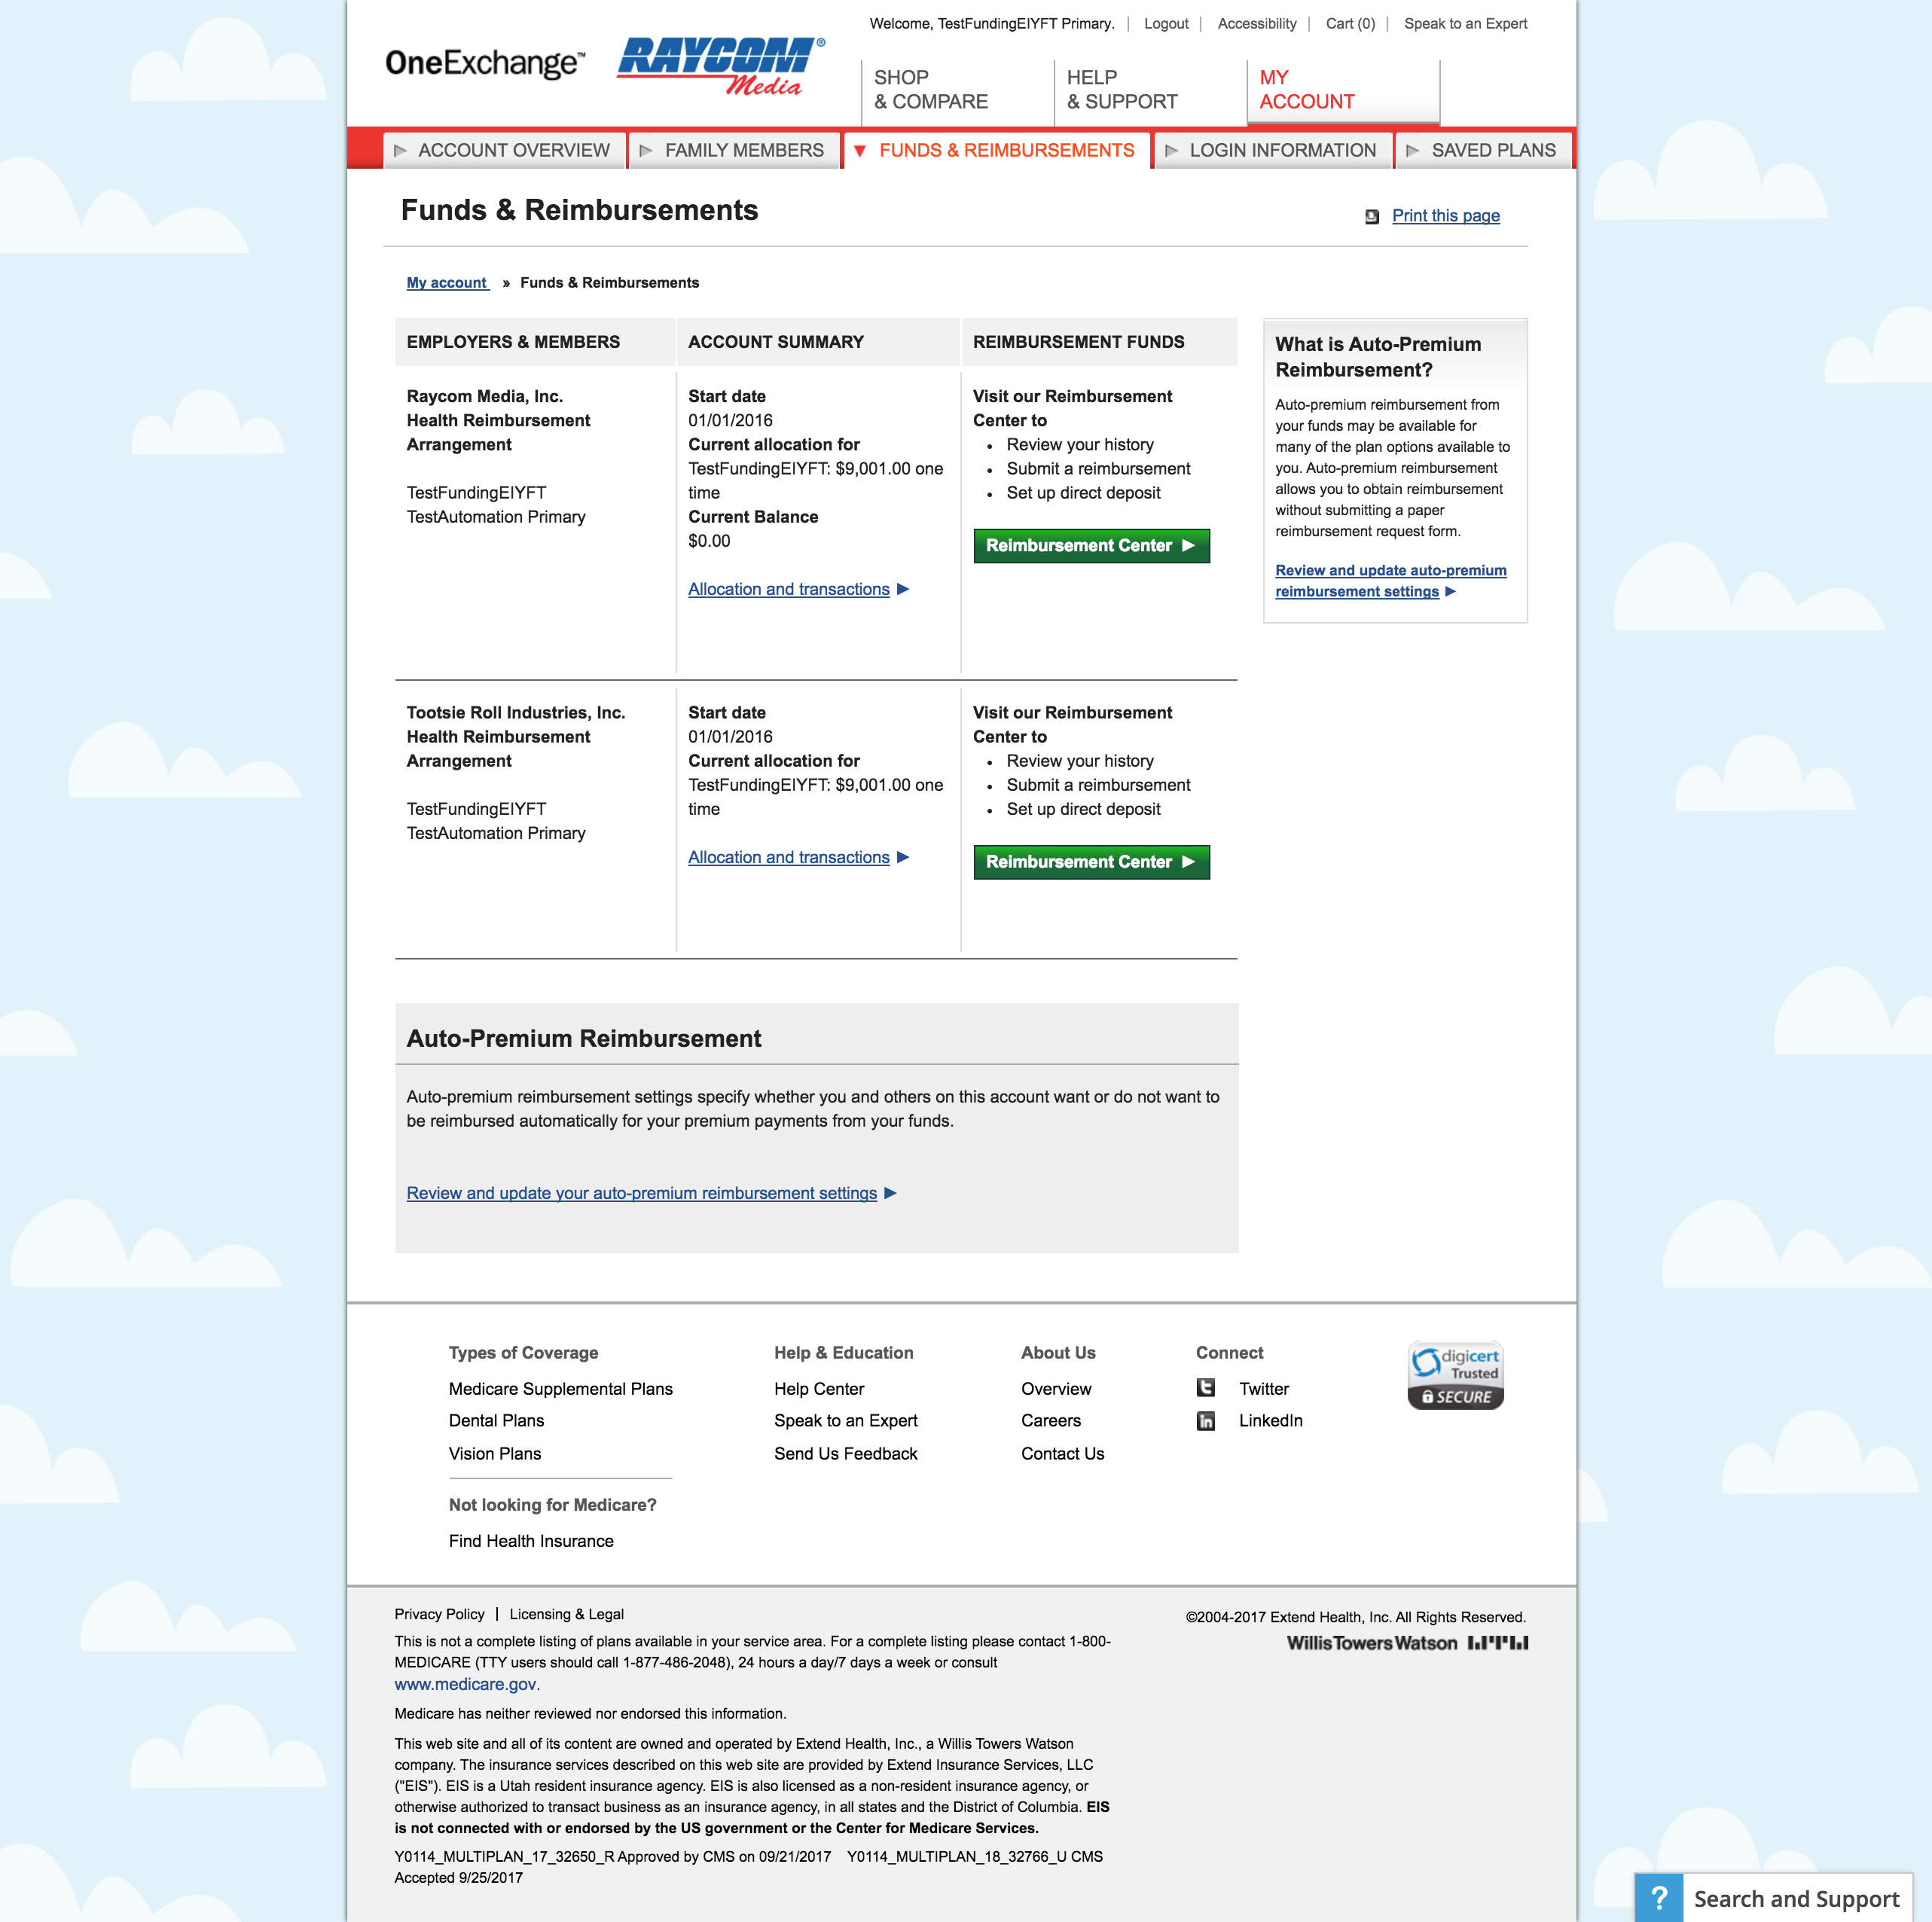 Welcome, TestFundingEIYFT Primary. | Logout | Accessibility | Cart (0) | Speak to an Expert
OneExchange™
RAYCOM®
Media
SHOP
& COMPARE
HELP
& SUPPORT
MY
ACCOUNT
ACCOUNT OVERVIEW
FAMILY MEMBERS
FUNDS & REIMBURSEMENTS
LOGIN INFORMATION
SAVED PLANS
Funds & Reimbursements
Print this page
My account » Funds & Reimbursements
EMPLOYERS & MEMBERS
ACCOUNT SUMMARY
REIMBURSEMENT FUNDS
Raycom Media, Inc.
Health Reimbursement
Arrangement
TestFundingEIYFT
TestAutomation Primary
Start date
01/01/2016
Current allocation for
TestFundingEIYFT: $9,001.00 one
time
Current Balance
$0.00
Allocation and transactions
Visit our Reimbursement
Center to
• Review your history
• Submit a reimbursement
• Set up direct deposit
Reimbursement Center
What is Auto-Premium
Reimbursement?
Auto-premium reimbursement from
your funds may be available for
many of the plan options available to
you. Auto-premium reimbursement
allows you to obtain reimbursement
without submitting a paper
reimbursement request form.
Review and update auto-premium
reimbursement settings
Tootsie Roll Industries, Inc.
Health Reimbursement
Arrangement
TestFundingEIYFT
TestAutomation Primary
Start date
01/01/2016
Current allocation for
TestFundingEIYFT: $9,001.00 one
time
Allocation and transactions
Visit our Reimbursement
Center to
• Review your history
• Submit a reimbursement
• Set up direct deposit
Reimbursement Center
Auto-Premium Reimbursement
Auto-premium reimbursement settings specify whether you and others on this account want or do not want to
be reimbursed automatically for your premium payments from your funds.
Review and update your auto-premium reimbursement settings
Types of Coverage
Medicare Supplemental Plans
Dental Plans
Vision Plans
Not looking for Medicare?
Find Health Insurance
Help & Education
Help Center
Speak to an Expert
Send Us Feedback
About Us
Overview
Careers
Contact Us
Connect
Twitter
in LinkedIn
digicert
Trusted
SECURE
Privacy Policy | Licensing & Legal
This is not a complete listing of plans available in your service area. For a complete listing please contact 1-800-
MEDICARE (TTY users should call 1-877-486-2048), 24 hours a day/7 days a week or consult
www.medicare.gov.
Medicare has neither reviewed nor endorsed this information.
This web site and all of its content are owned and operated by Extend Health, Inc., a Willis Towers Watson
company. The insurance services described on this web site are provided by Extend Insurance Services, LLC
("EIS"). EIS is a Utah resident insurance agency. EIS is also licensed as a non-resident insurance agency, or
otherwise authorized to transact business as an insurance agency, in all states and the District of Columbia. EIS
is not connected with or endorsed by the US government or the Center for Medicare Services.
Y0114_MULTIPLAN_17_32650_R Approved by CMS on 09/21/2017 Y0114_MULTIPLAN_18_32766_U CMS
Accepted 9/25/2017
©2004-2017 Extend Health, Inc. All Rights Reserved.
Willis Towers Watson
? Search and Support